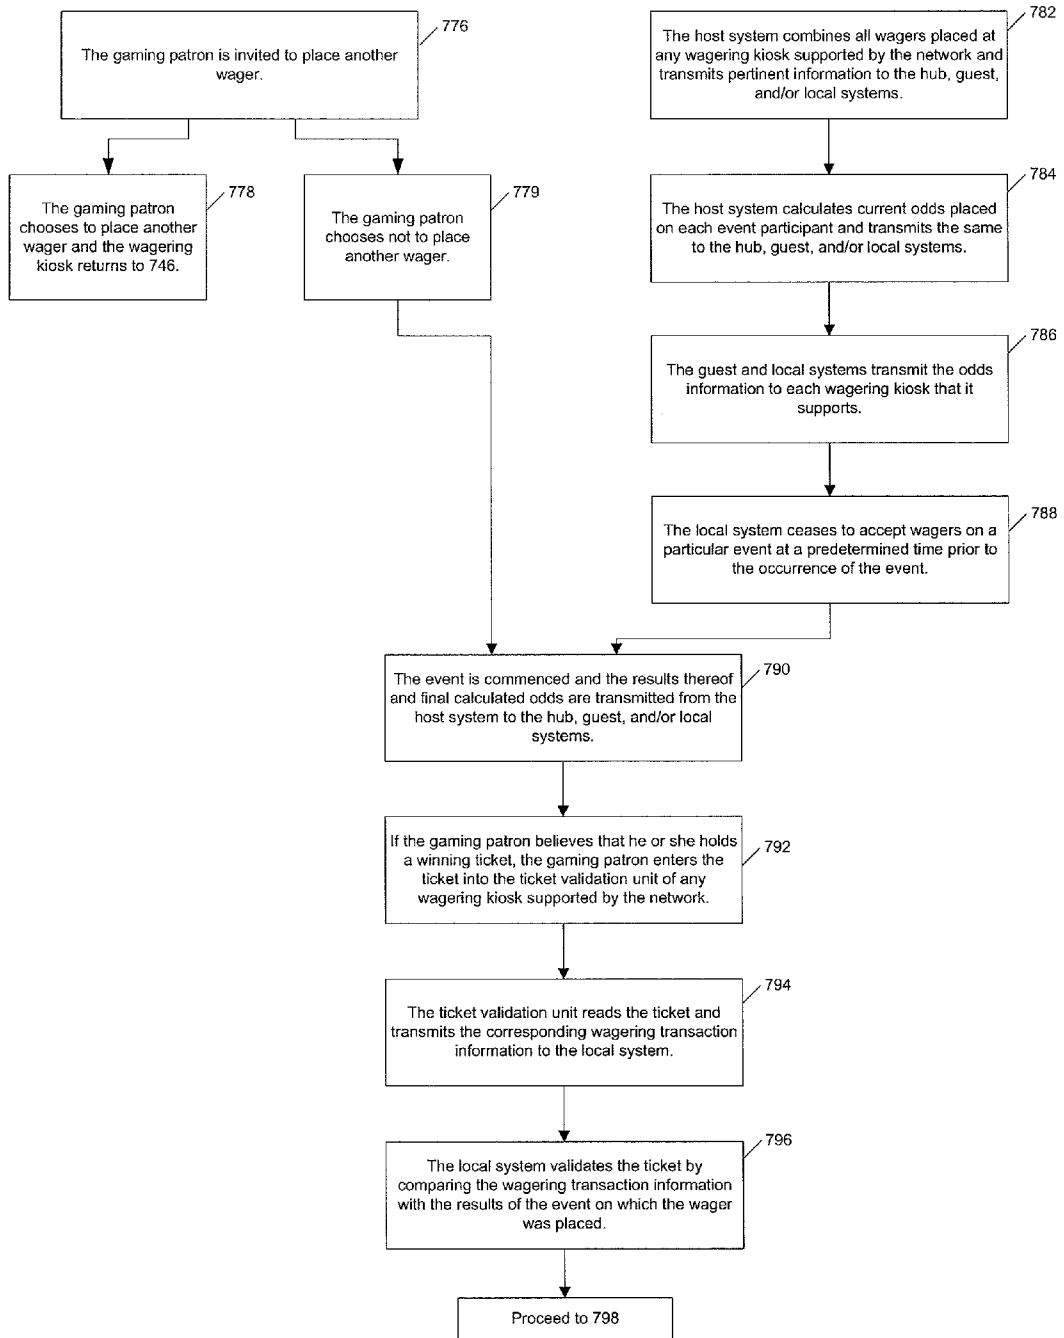 776
The gaming patron is invited to place another
wager.
778
The gaming patron
chooses to place another
wager and the wagering
kiosk returns to 746.
779
The gaming patron
chooses not to place
another wager.
782
The host system combines all wagers placed at
any wagering kiosk supported by the network and
transmits pertinent information to the hub, guest,
and/or local systems.
784
The host system calculates current odds placed
on each event participant and transmits the same
to the hub, guest, and/or local systems.
786
The guest and local systems transmit the odds
information to each wagering kiosk that it
supports.
788
The local system ceases to accept wagers on a
particular event at a predetermined time prior to
the occurrence of the event.
790
The event is commenced and the results thereof
and final calculated odds are transmitted from the
host system to the hub, guest, and/or local
systems.
792
If the gaming patron believes that he or she holds
a winning ticket, the gaming patron enters the
ticket into the ticket validation unit of any
wagering kiosk supported by the network.
794
The ticket validation unit reads the ticket and
transmits the corresponding wagering transaction
information to the local system.
796
The local system validates the ticket by
comparing the wagering transaction information
with the results of the event on which the wager
was placed.
Proceed to 798